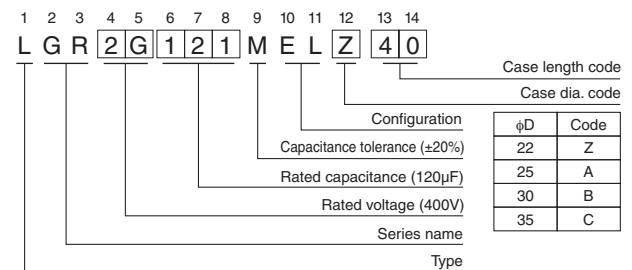 1 2 3 4 5 6 7 8 9 10 11 12 13 14
L G R 2 G 1 2 1 M E L Z 4 0
Case length code
Case dia. code
Configuration
Capacitance tolerance (±20%)
Rated capacitance (120µF)
Rated voltage (400V)
Series name
Type
ϕD Code
22 Z
25 A
30 B
35 C